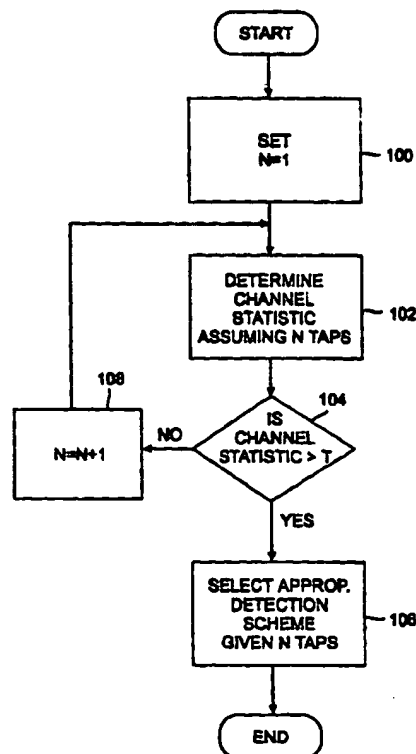 START
SET
N=1
100
DETERMINE
CHANNEL
STATISTIC
ASSUMING N TAPS
102
108
104
IS
CHANNEL
STATISTIC > T
NO
N=N+1
YES
SELECT APPROP.
DETECTION
SCHEME
GIVEN N TAPS
106
END